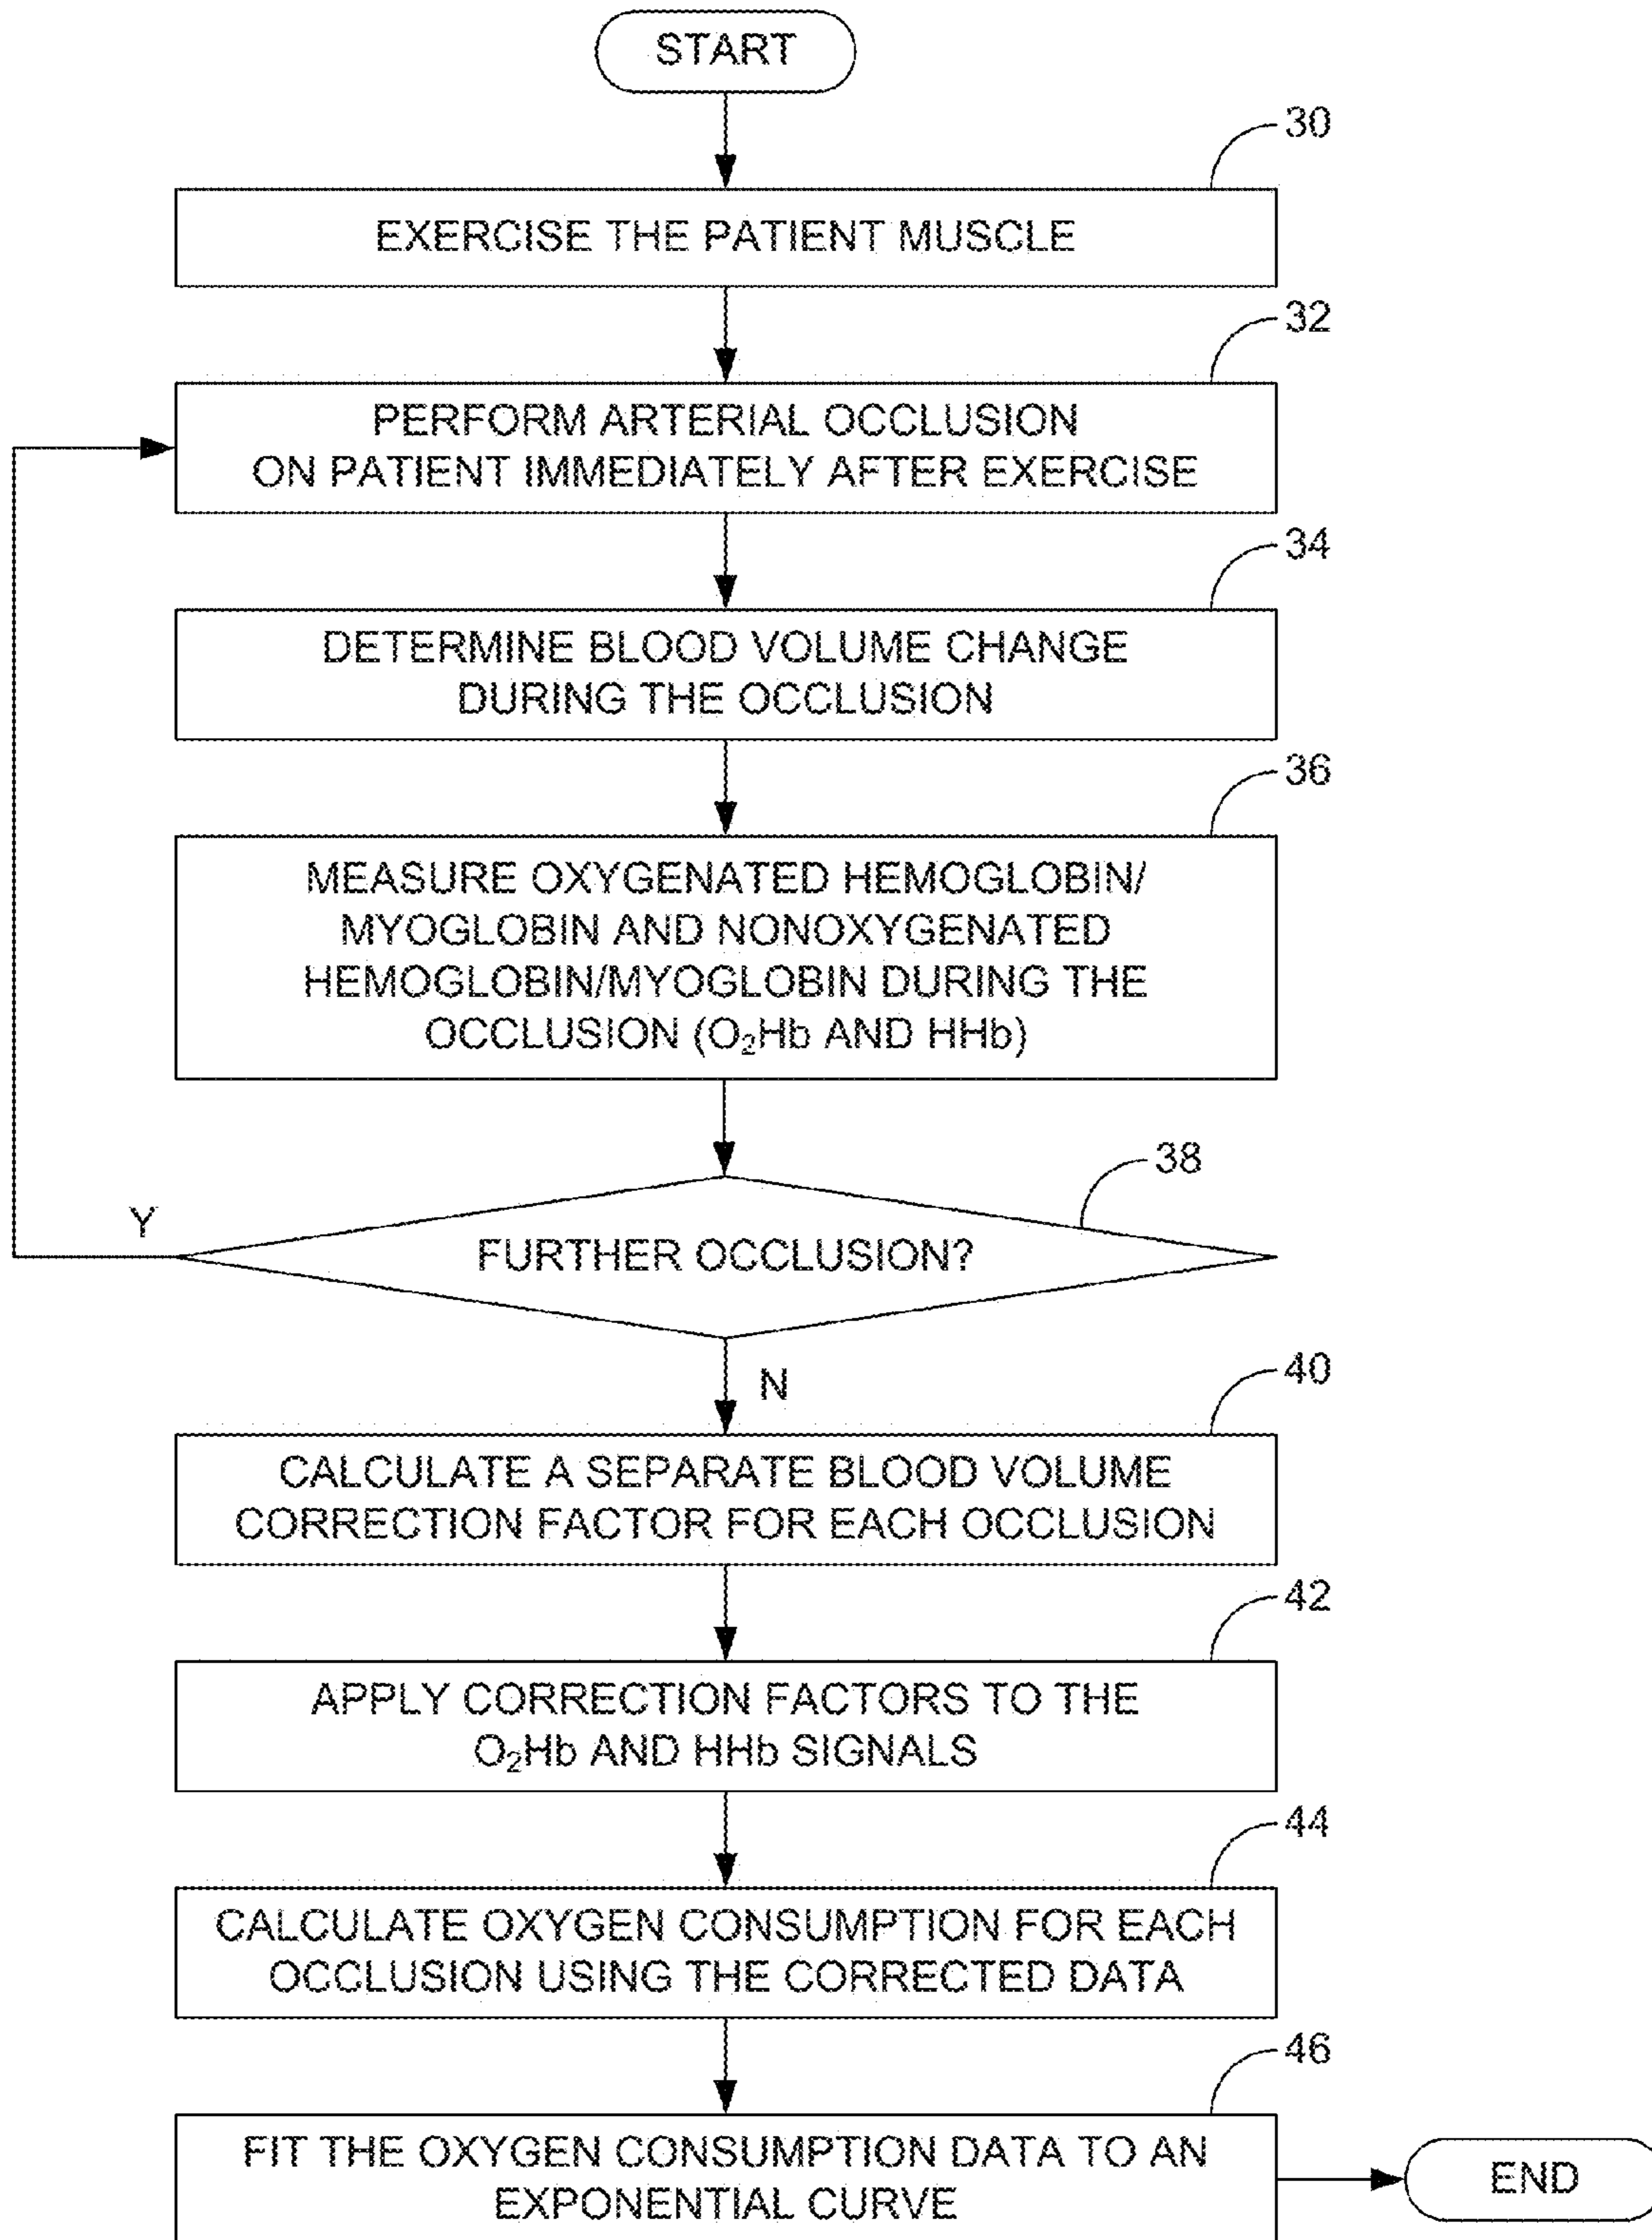 START
30
EXERCISE THE PATIENT MUSCLE
32
PERFORM ARTERIAL OCCLUSION
ON PATIENT IMMEDIATELY AFTER EXERCISE
34
DETERMINE BLOOD VOLUME CHANGE
DURING THE OCCLUSION
36
MEASURE OXYGENATED HEMOGLOBIN/
MYOGLOBIN AND NONOXYGENATED
HEMOGLOBIN/MYOGLOBIN DURING THE
OCCLUSION (O₂Hb AND HHb)
38
Y
FURTHER OCCLUSION?
N
40
CALCULATE A SEPARATE BLOOD VOLUME
CORRECTION FACTOR FOR EACH OCCLUSION
42
APPLY CORRECTION FACTORS TO THE
O₂Hb AND HHb SIGNALS
44
CALCULATE OXYGEN CONSUMPTION FOR EACH
OCCLUSION USING THE CORRECTED DATA
46
FIT THE OXYGEN CONSUMPTION DATA TO AN
EXPONENTIAL CURVE
END